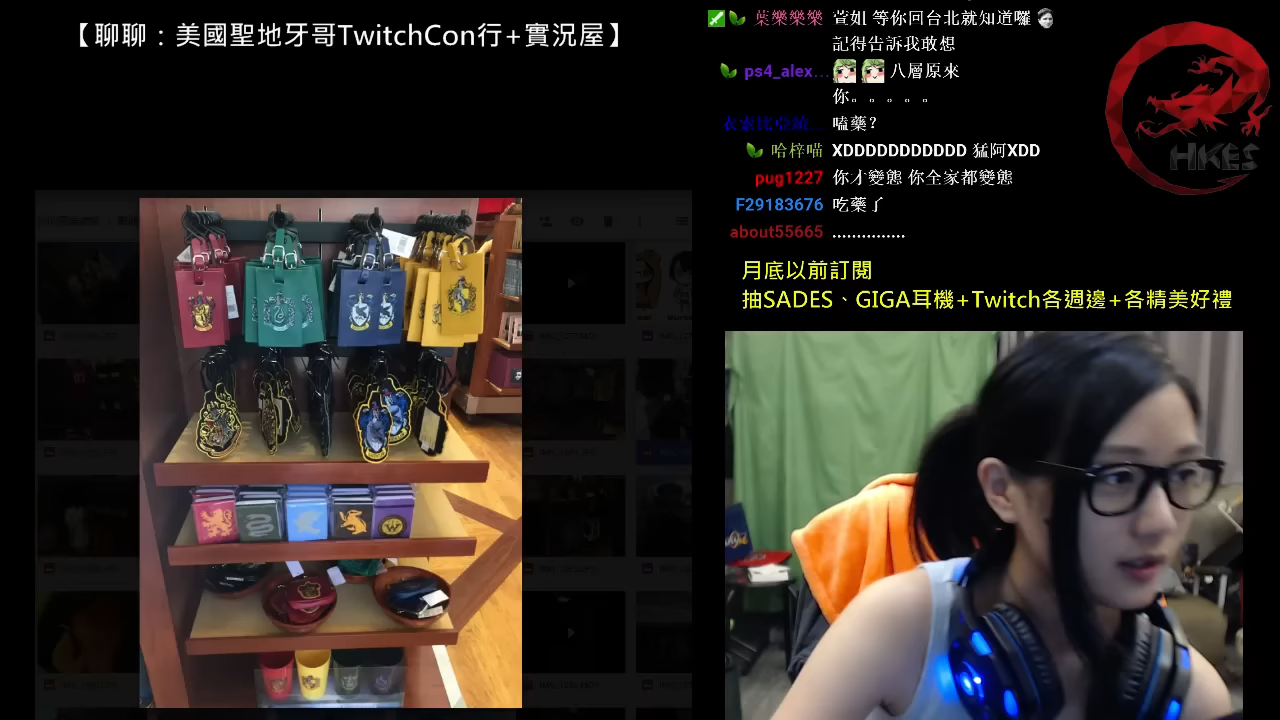 【聊聊：美國聖地牙哥TwitchCon行+實況屋】
葉樂樂樂 萱如 等你回台北就知道囉
記得告訴我敢想
ps4_alex... 八層原來
你。。。。。
嗑藥?
哈梓喵 XDDDDDDDDDDD 猛阿XDD
pug1227 你才變態 你全家都變態
F29183676 吃藥了
about55665 ...............
HKES
月底以前訂閱
抽SADES、GIGA耳機+Twitch各週邊+各精美好禮
W